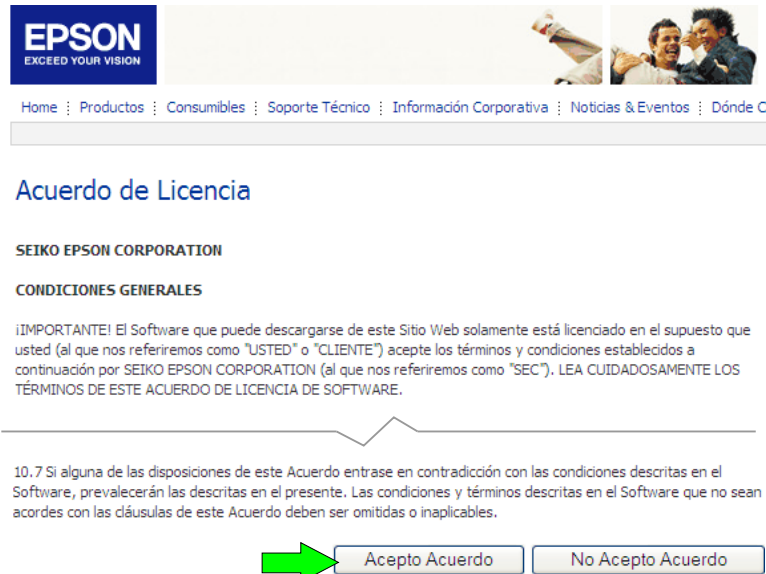 EPSON
EXCEED YOUR VISION
Home ⋮ Productos ⋮ Consumibles ⋮ Soporte Técnico ⋮ Información Corporativa ⋮ Noticias & Eventos ⋮ Dónde C
Acuerdo de Licencia
SEIKO EPSON CORPORATION
CONDICIONES GENERALES
¡IMPORTANTE! El Software que puede descargarse de este Sitio Web solamente está licenciado en el supuesto que
usted (al que nos referiremos como "USTED" o "CLIENTE") acepte los términos y condiciones establecidos a
continuación por SEIKO EPSON CORPORATION (al que nos referiremos como "SEC"). LEA CUIDADOSAMENTE LOS
TÉRMINOS DE ESTE ACUERDO DE LICENCIA DE SOFTWARE.
10.7 Si alguna de las disposiciones de este Acuerdo entrase en contradicción con las condiciones descritas en el
Software, prevalecerán las descritas en el presente. Las condiciones y términos descritas en el Software que no sean
acordes con las cláusulas de este Acuerdo deben ser omitidas o inaplicables.
Acepto Acuerdo No Acepto Acuerdo